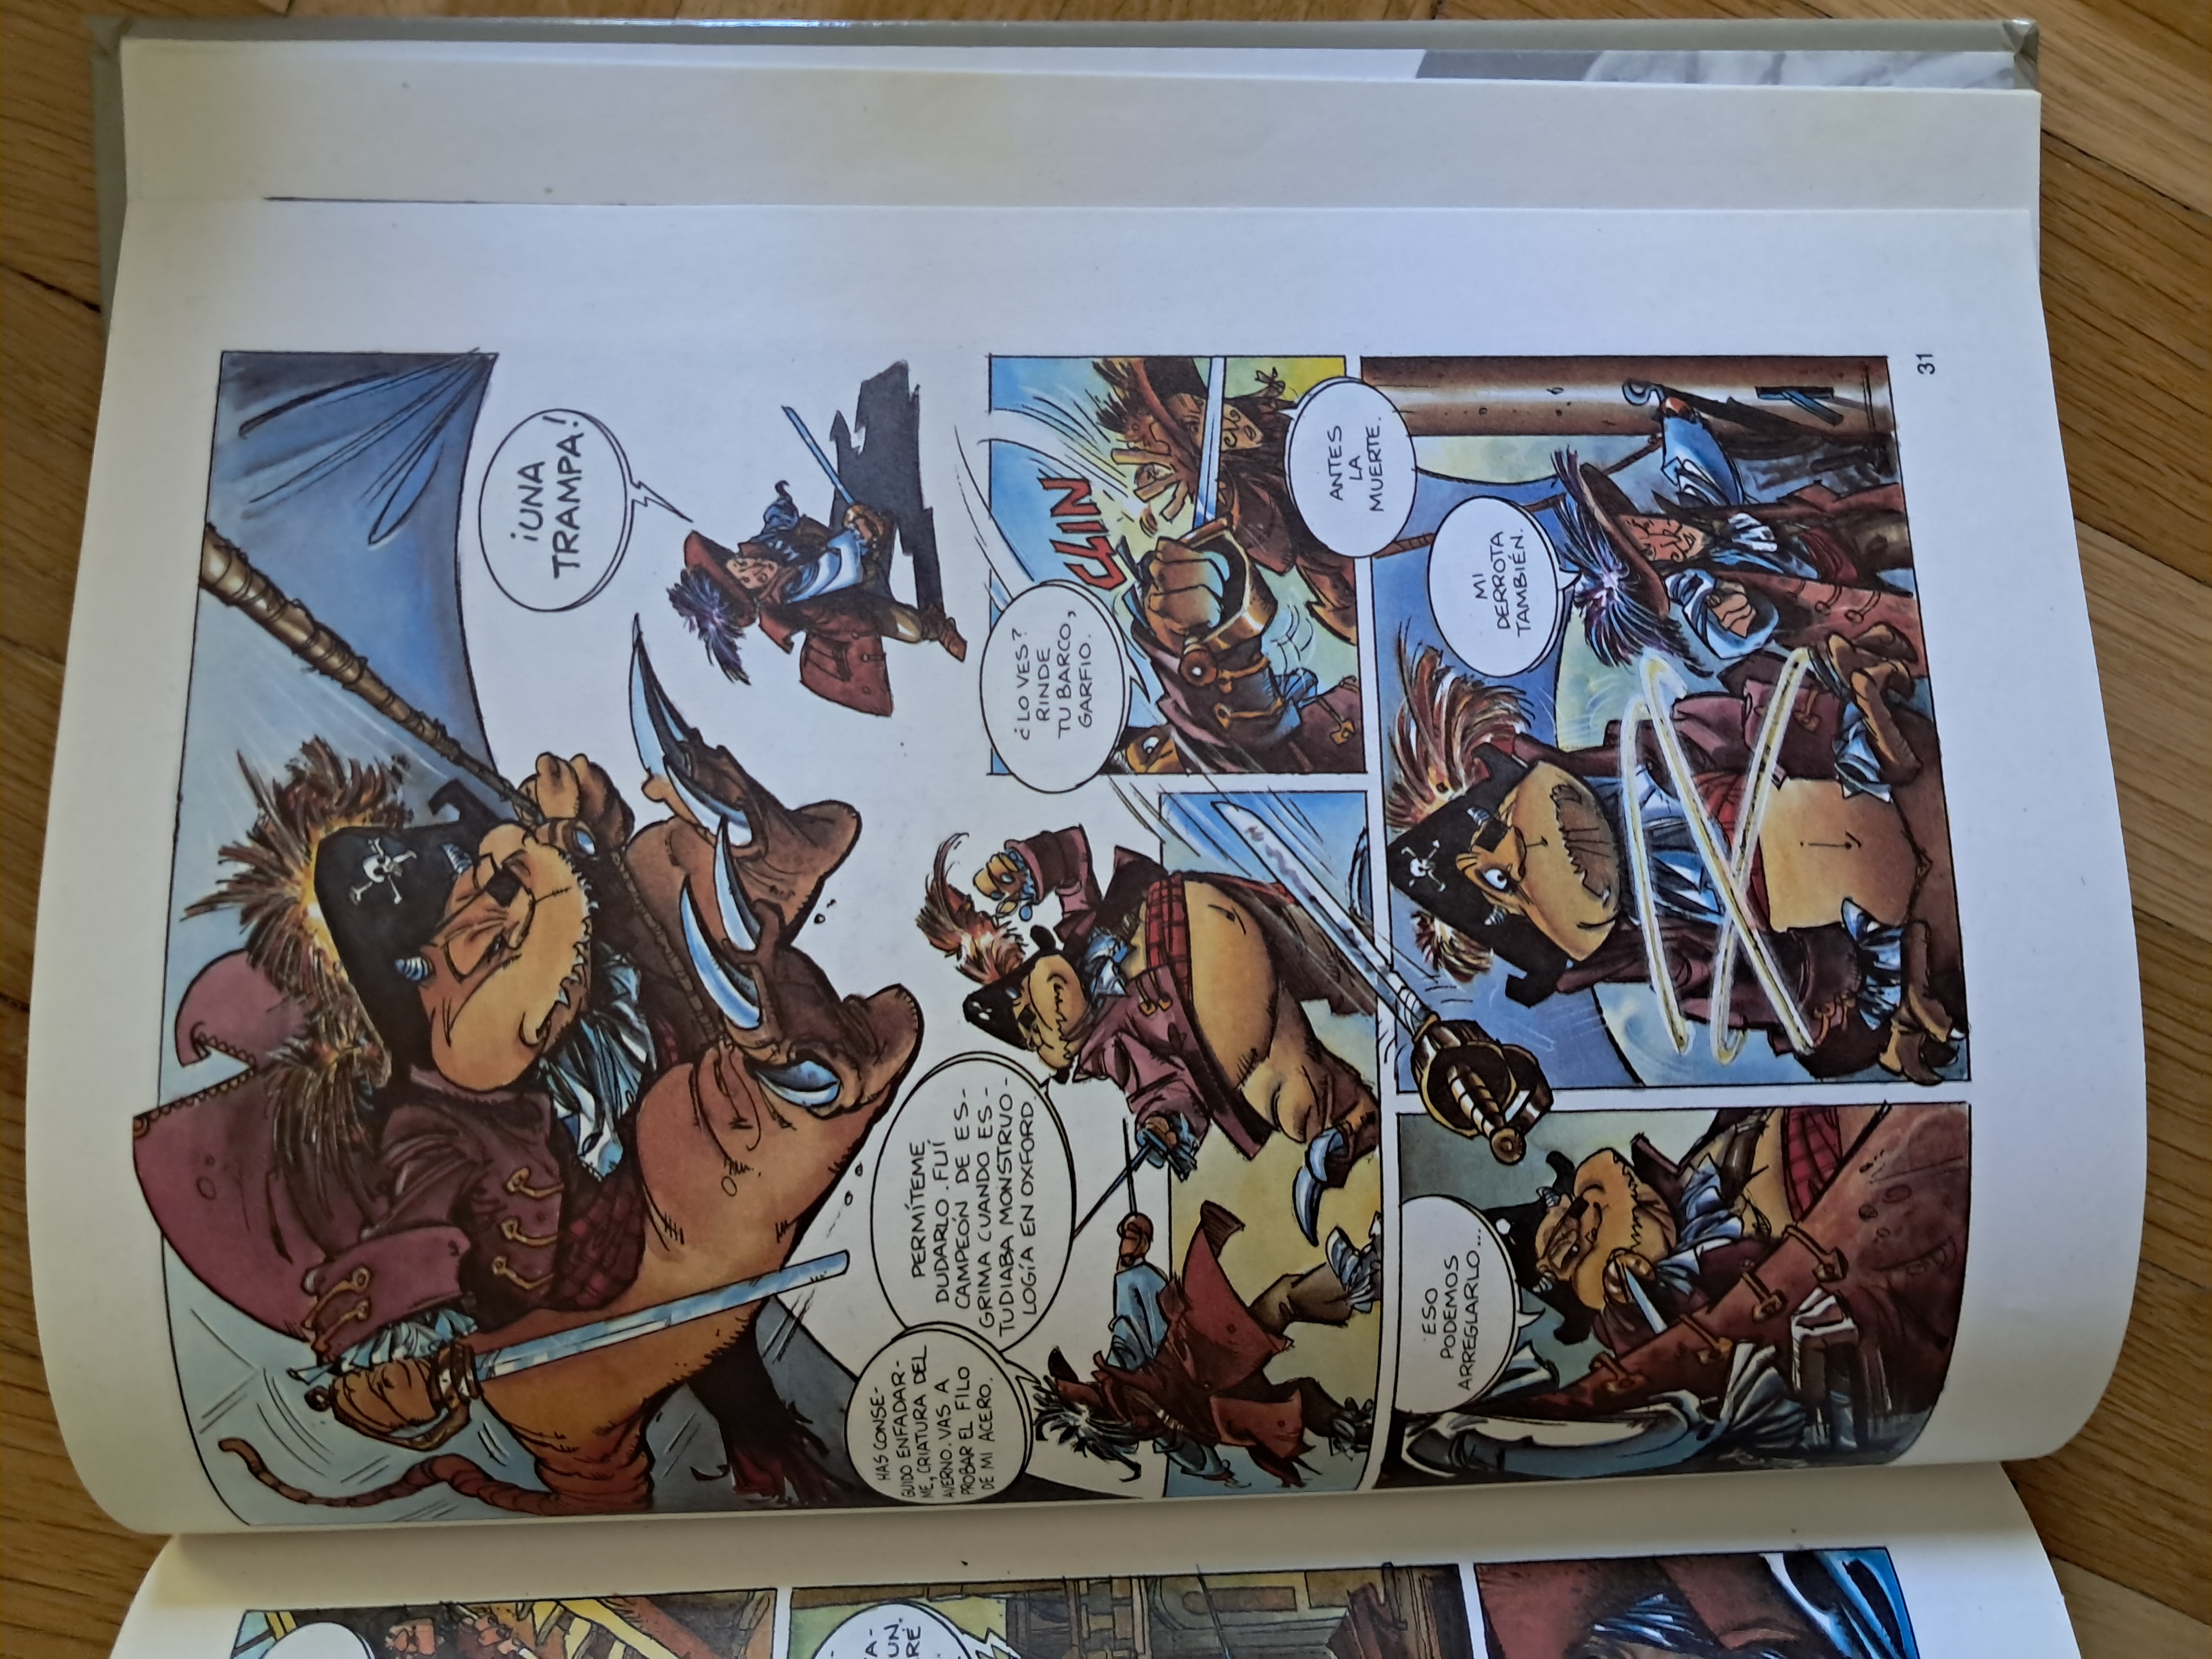 ¡UNA
TRAMPA!
HAS CONSE-
GUIDO ENFADAR-
ME, CRIATURA DEL
AVERNO. VAS A
PROBAR EL FILO
DE MI ACERO.
PERMÍTEME
DUDARLO. FUÍ
CAMPEÓN DE ES-
GRIMA CUANDO ES-
TUDIABA MONSTRUO-
LOGÍA EN OXFORD.
¿LO VES?
RINDE
TU BARCO,
GARFIO.
CLIN
ANTES
LA
MUERTE.
ESO
PODEMOS
ARREGLARLO...
MI
DERROTA
TAMBIÉN.
31